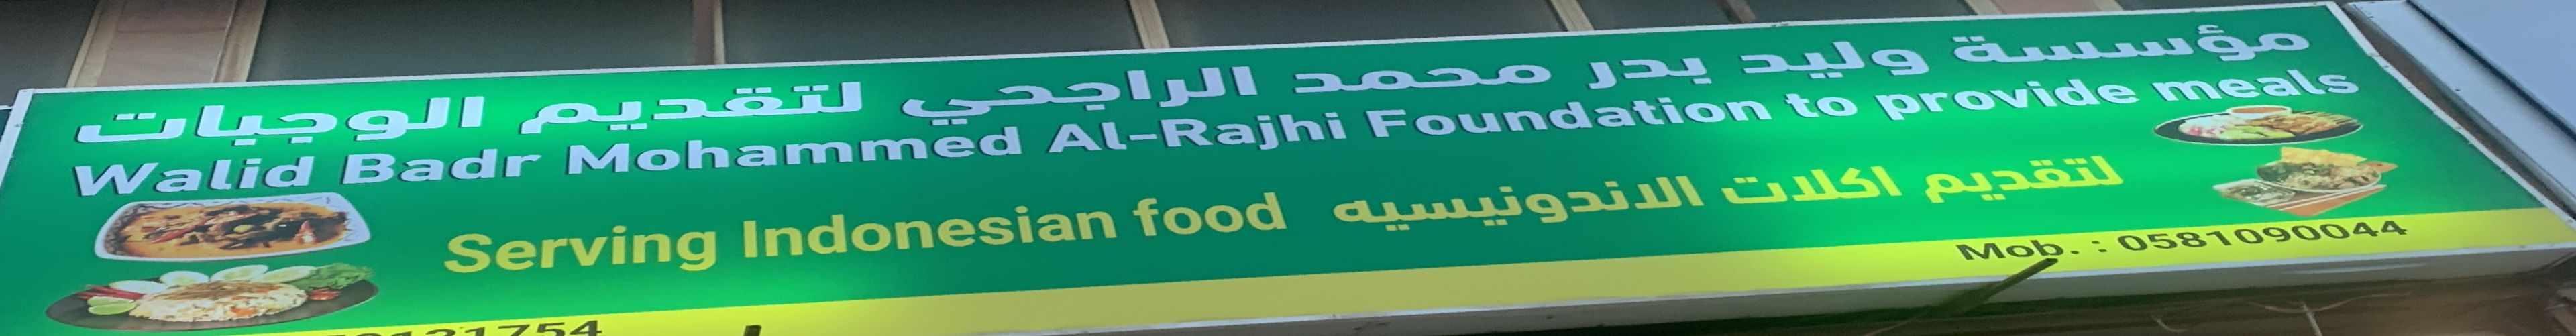 مؤسسة وليد بدر محمد الراجحي لتقديم الوجبات
Walid Badr Mohammed Al-Rajhi Foundation to provide meals
لتقديم اكلات الاندونيسيه Serving Indonesian food
Mob. : 0581090044